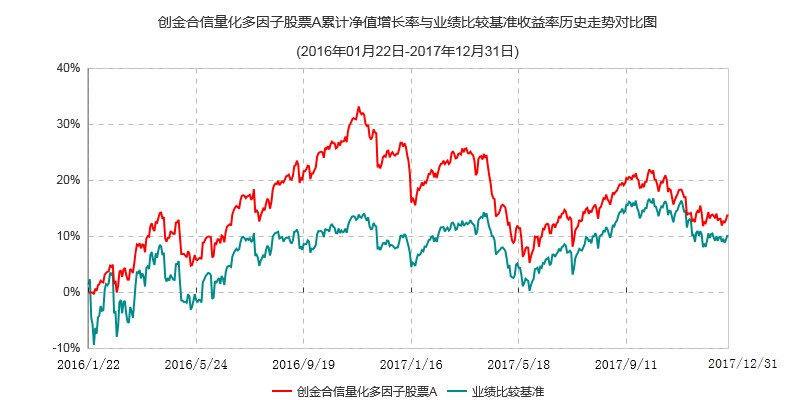 创金合信量化多因子股票A累计净值增长率与业绩比较基准收益率历史走势对比图
(2016年01月22日-2017年12月31日)
40%
30%
20%
10%
0%
-10%
2016/1/22 2016/5/24 2016/9/19 2017/1/16 2017/5/18 2017/9/11 2017/12/31
创金合信量化多因子股票A 业绩比较基准